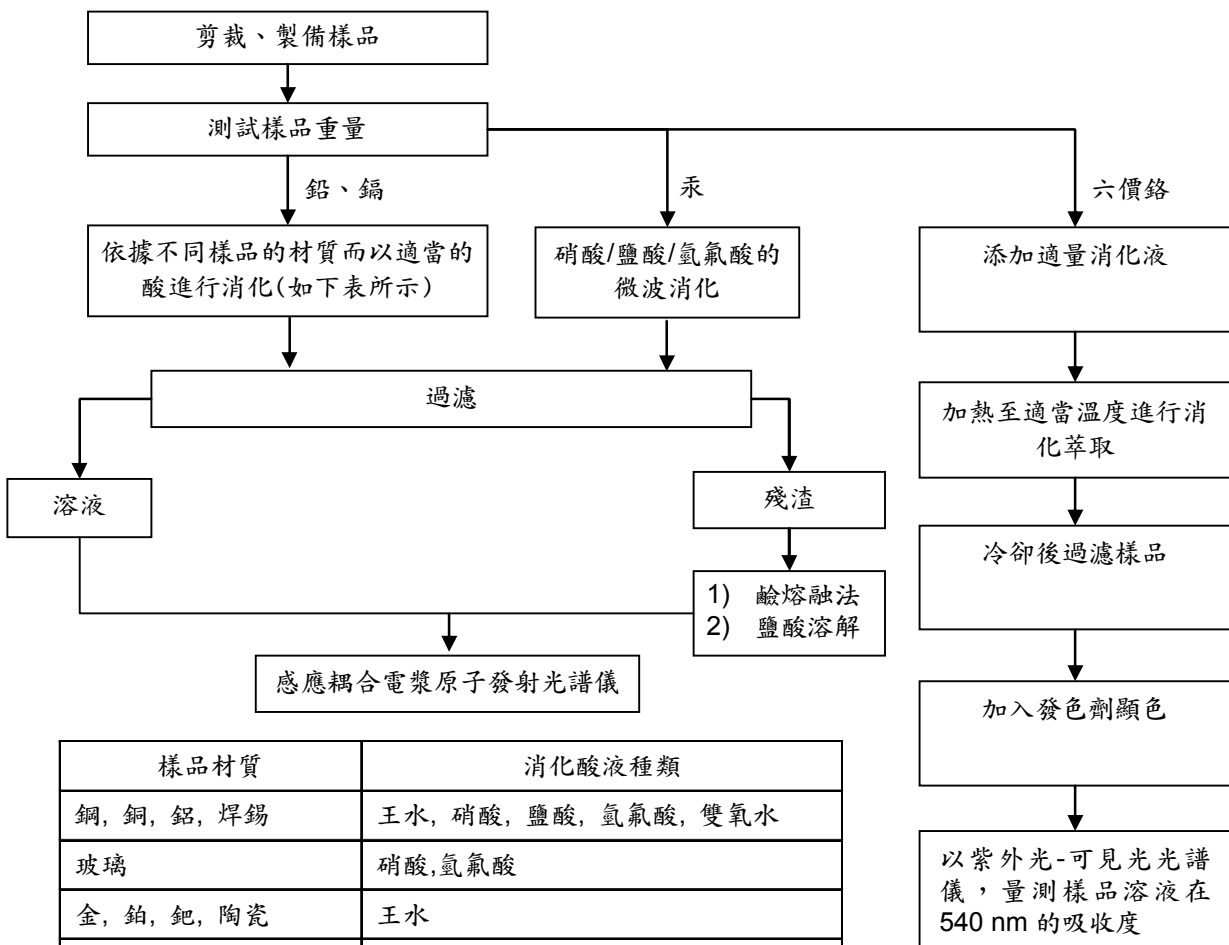 剪裁、製備樣品
測試樣品重量
鉛、鎘
汞
六價鉻
依據不同樣品的材質而以適當的
酸進行消化(如下表所示)
硝酸/鹽酸/氫氟酸的
微波消化
添加適量消化液
過濾
加熱至適當溫度進行消
化萃取
溶液
殘渣
冷卻後過濾樣品
1) 鹼熔融法
2) 鹽酸溶解
感應耦合電漿原子發射光譜儀
加入發色劑顯色
樣品材質 消化酸液種類
鋼, 銅, 鋁, 焊錫 王水, 硝酸, 鹽酸, 氫氟酸, 雙氧水
玻璃 硝酸,氫氟酸
金, 鉑, 鈀, 陶瓷 王水
以紫外光-可見光光譜
儀，量測樣品溶液在
540 nm 的吸收度